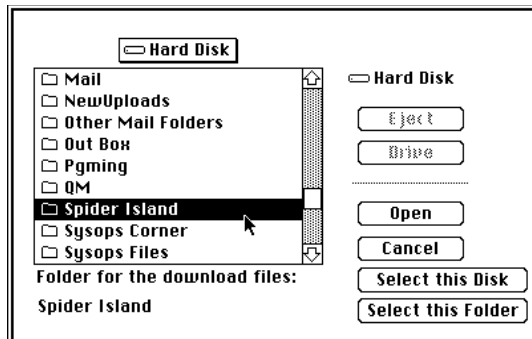 Hard Disk
Mail
NewUploads
Other Mail Folders
Out Box
Pgming
QM
Spider Island
Sysops Corner
Sysops Files
Folder for the download files:
Spider Island
Hard Disk
Eject
Drive
Open
Cancel
Select this Disk
Select this Folder